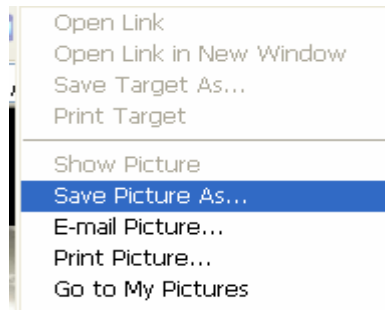 Open Link
Open Link in New Window
Save Target As...
Print Target
Show Picture
Save Picture As...
E-mail Picture...
Print Picture...
Go to My Pictures